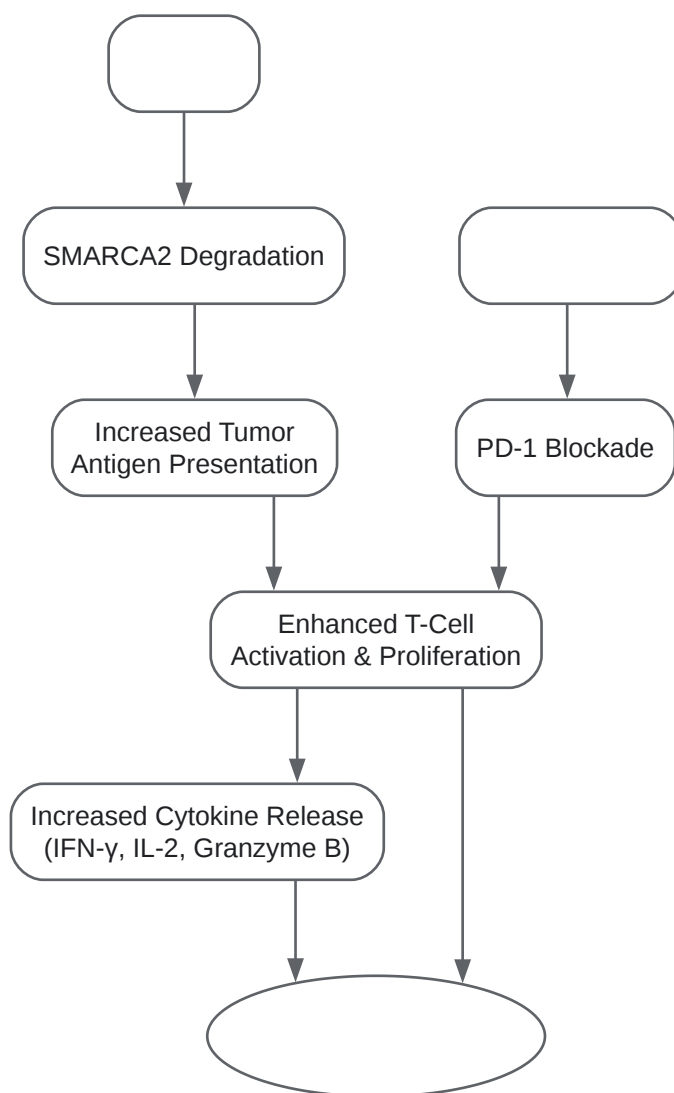 SMARCA2 Degradation
Increased Tumor
Antigen Presentation
PD-1 Blockade
Enhanced T-Cell
Activation & Proliferation
Increased Cytokine Release
(IFN-γ, IL-2, Granzyme B)